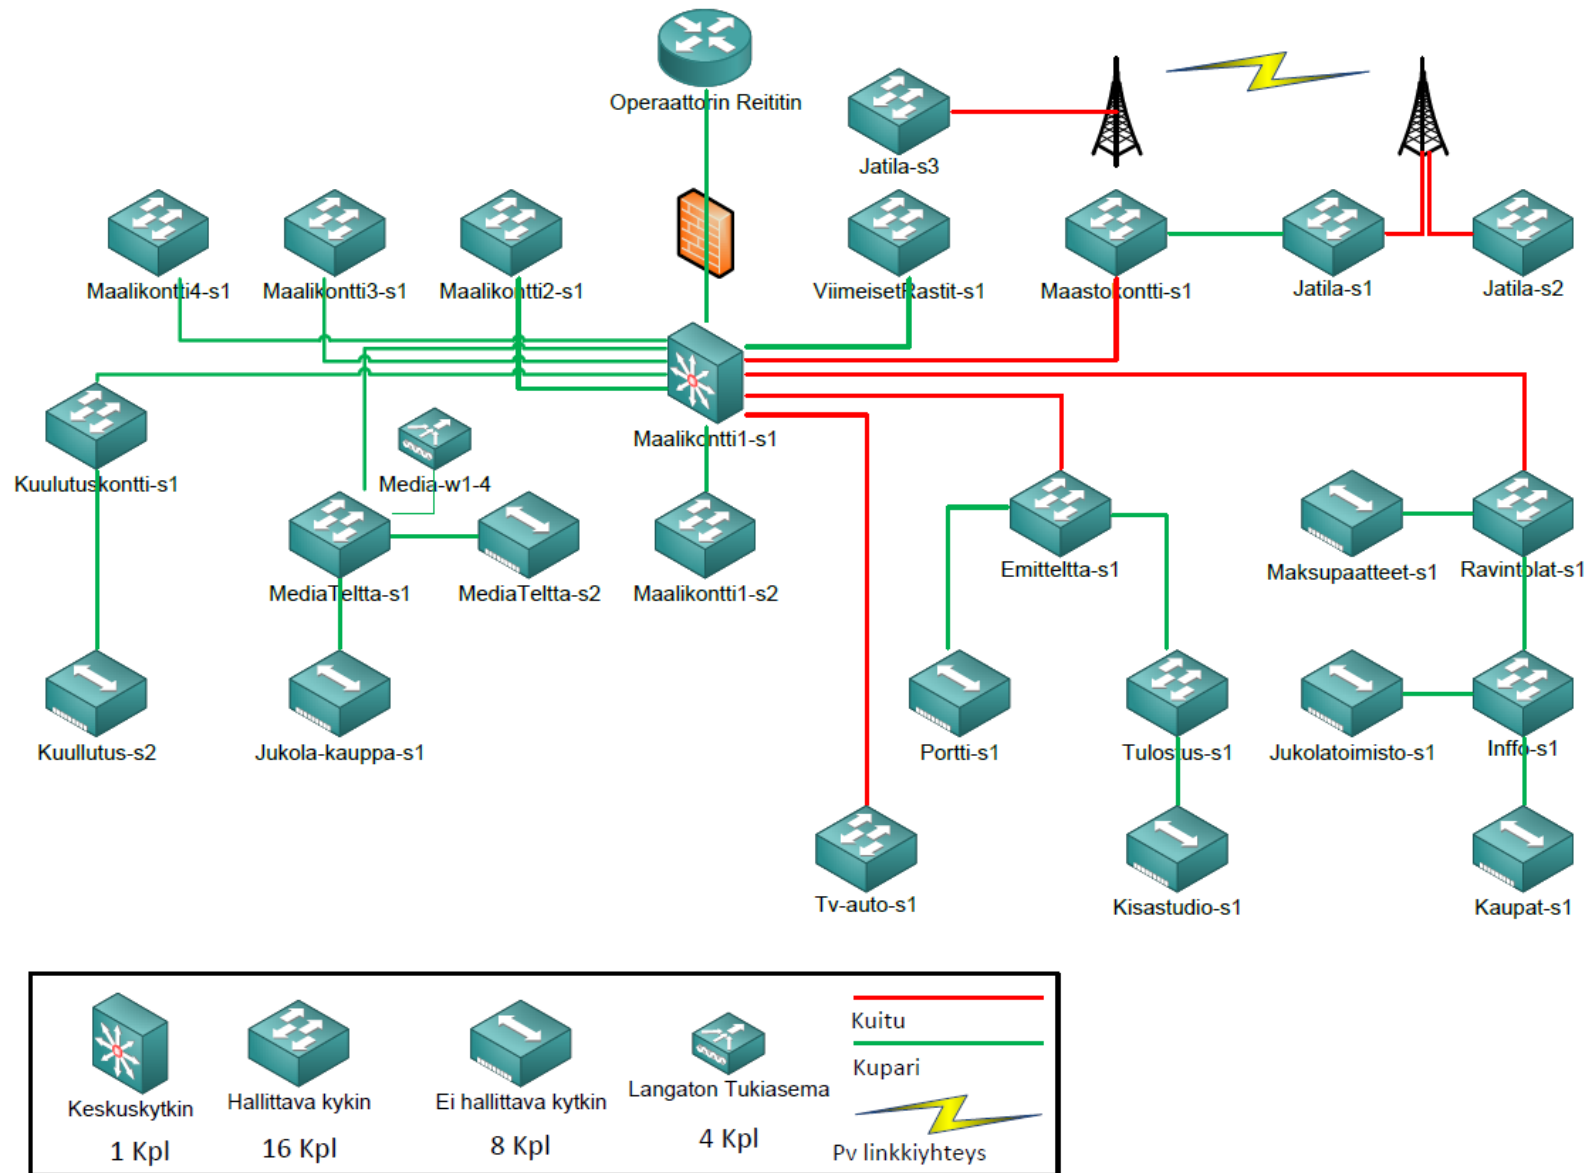 Operaattorin Reititin
Jatila-s3
Maalikontti4-s1
Maalikontti3-s1
Maalikontti2-s1
ViimeisetRastit-s1
Maastokontti-s1
Jatila-s1
Jatila-s2
Maalikontti1-s1
Kuulutuskontti-s1
Media-w1-4
MediaTeltta-s1
MediaTeltta-s2
Maalikontti1-s2
Emitteltta-s1
Maksupaatteet-s1
Ravintolat-s1
Kuullutus-s2
Jukola-kauppa-s1
Portti-s1
Tulostus-s1
Jukolatoimisto-s1
Inffo-s1
Tv-auto-s1
Kisastudio-s1
Kaupat-s1
Keskuskytkin
1 Kpl
Hallittava kykin
16 Kpl
Ei hallittava kytkin
8 Kpl
Langaton Tukiasema
4 Kpl
Kuitu
Kupari
Pv linkkiyhteys